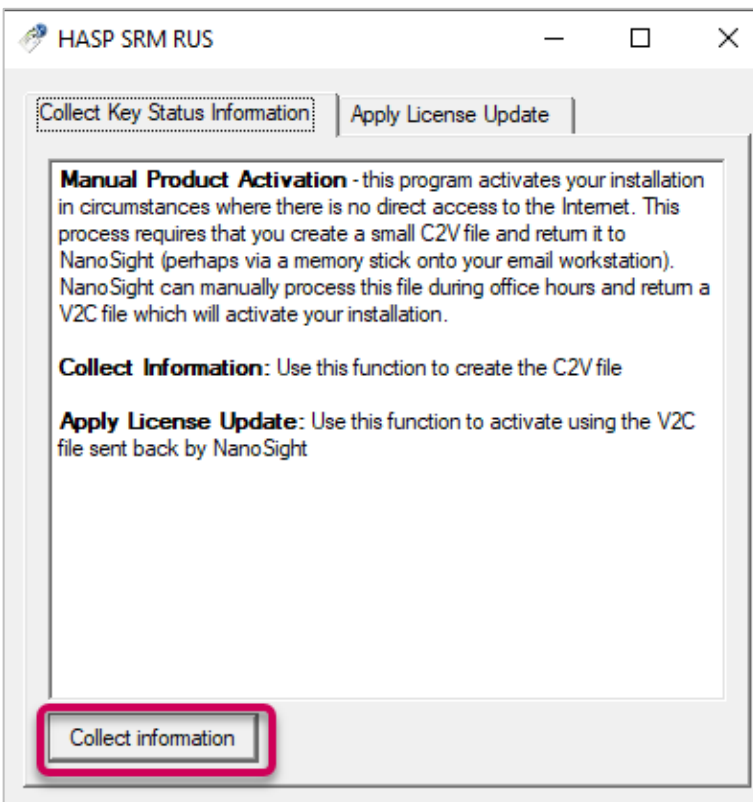 HASP SRM RUS
Collect Key Status Information
Apply License Update
Manual Product Activation - this program activates your installation
in circumstances where there is no direct access to the Internet. This
process requires that you create a small C2V file and return it to
NanoSight (perhaps via a memory stick onto your email workstation).
NanoSight can manually process this file during office hours and return a
V2C file which will activate your installation.
Collect Information: Use this function to create the C2V file
Apply License Update: Use this function to activate using the V2C
file sent back by NanoSight
Collect information